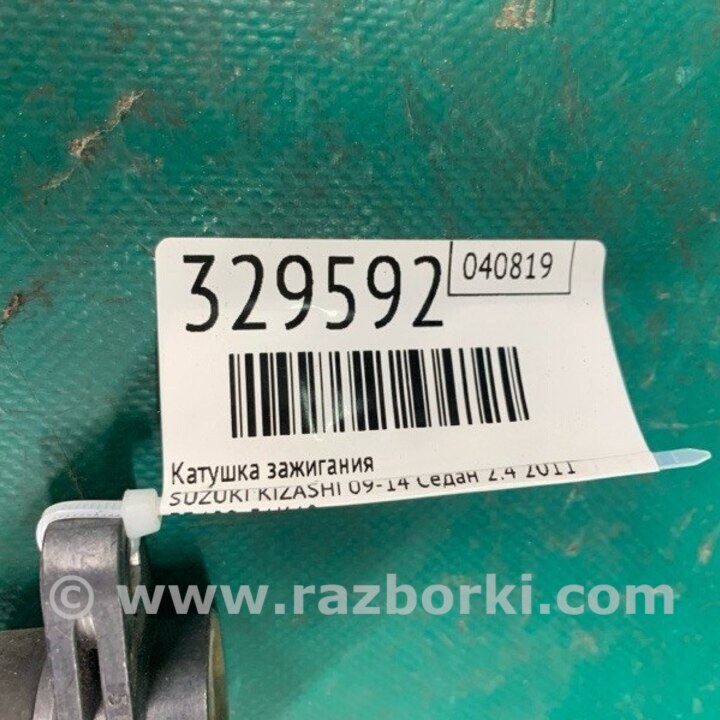 329592
040819
Катушка зажигания
SUZUKI KIZASHI 09-14 Седан 2.4 2011
© www.razborki.com